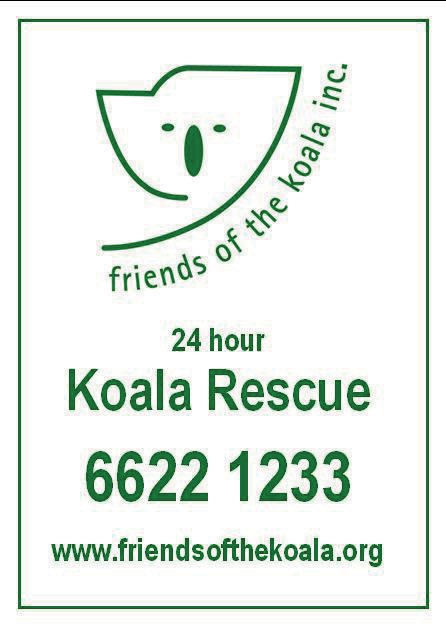 friends of the koala inc.
24 hour
Koala Rescue
6622 1233
www.friendsofthekoala.org